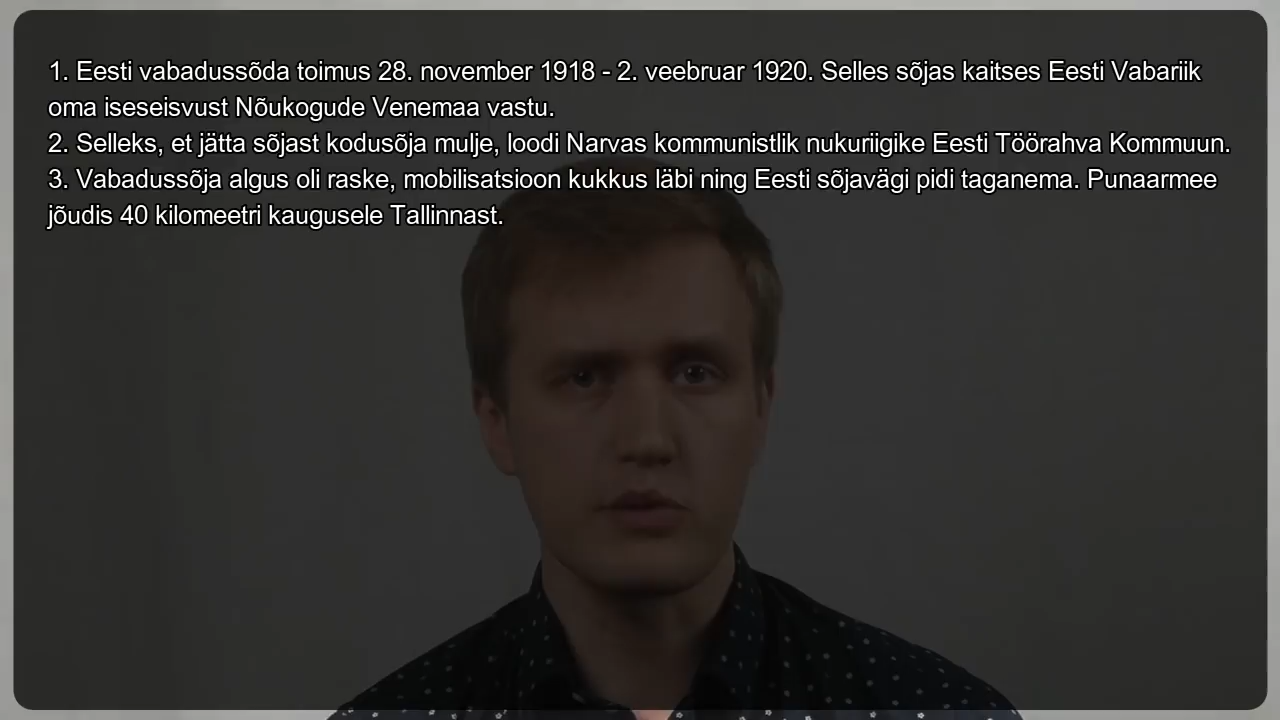 1. Eesti vabadussõda toimus 28. november 1918 - 2. veebruar 1920. Selles sõjas kaitses Eesti Vabariik
oma iseseisvust Nõukogude Venemaa vastu.
2. Selleks, et jätta sõjast kodusõja mulje, loodi Narvas kommunistlik nukuriigike Eesti Töörahva Kommuun.
3. Vabadussõja algus oli raske, mobilisatsioon kukkus läbi ning Eesti sõjavägi pidi taganema. Punaarmee
jõudis 40 kilomeetri kaugusele Tallinnast.